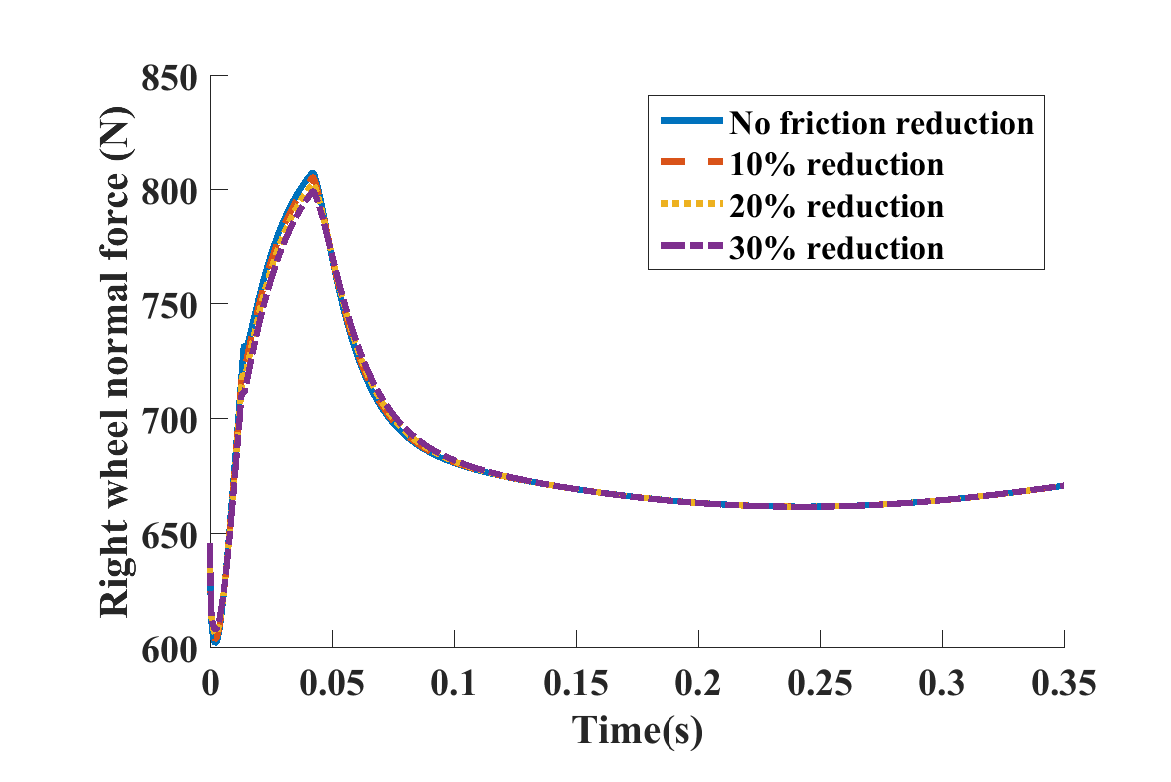 850
800
750
700
650
600
Right wheel normal force (N)
No friction reduction
10% reduction
20% reduction
30% reduction
0 0.05 0.1 0.15 0.2 0.25 0.3 0.35
Time(s)